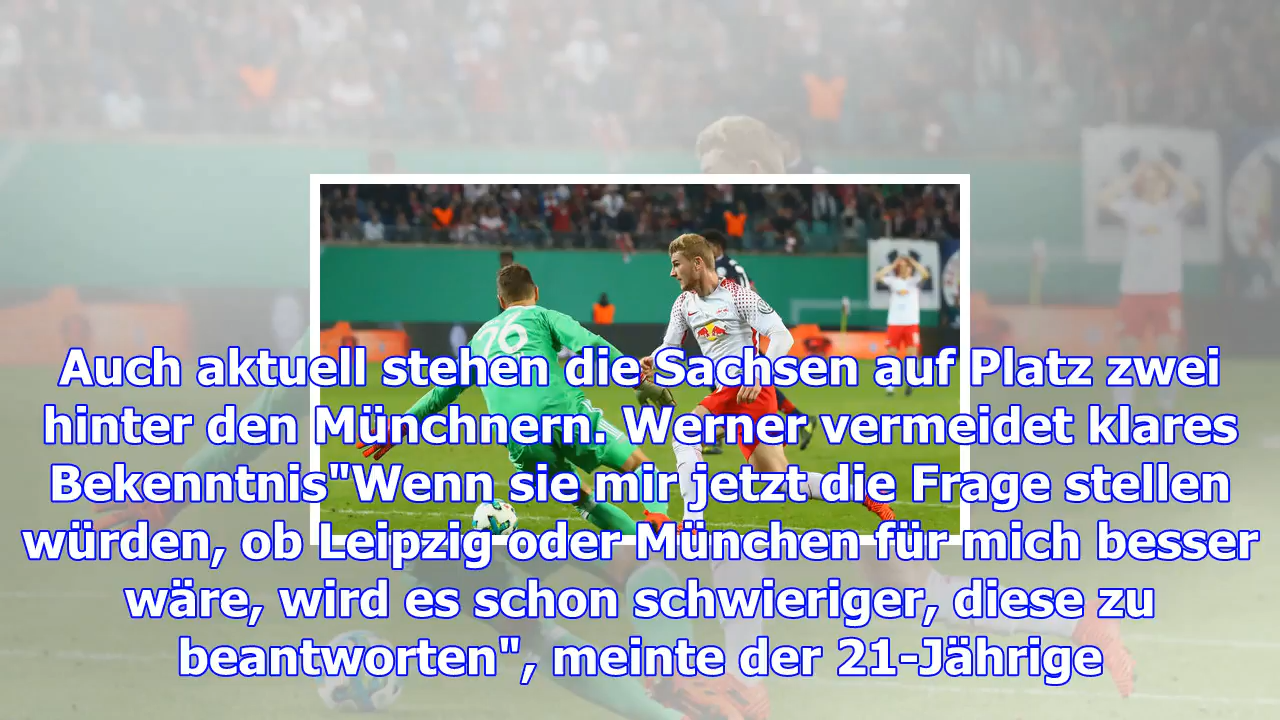 26
Auch aktuell stehen die Sachsen auf Platz zwei
hinter den Münchnern. Werner vermeidet klares
Bekenntnis"Wenn sie mir jetzt die Frage stellen
würden, ob Leipzig oder München für mich besser
wäre, wird es schon schwieriger, diese zu
beantworten", meinte der 21-Jährige